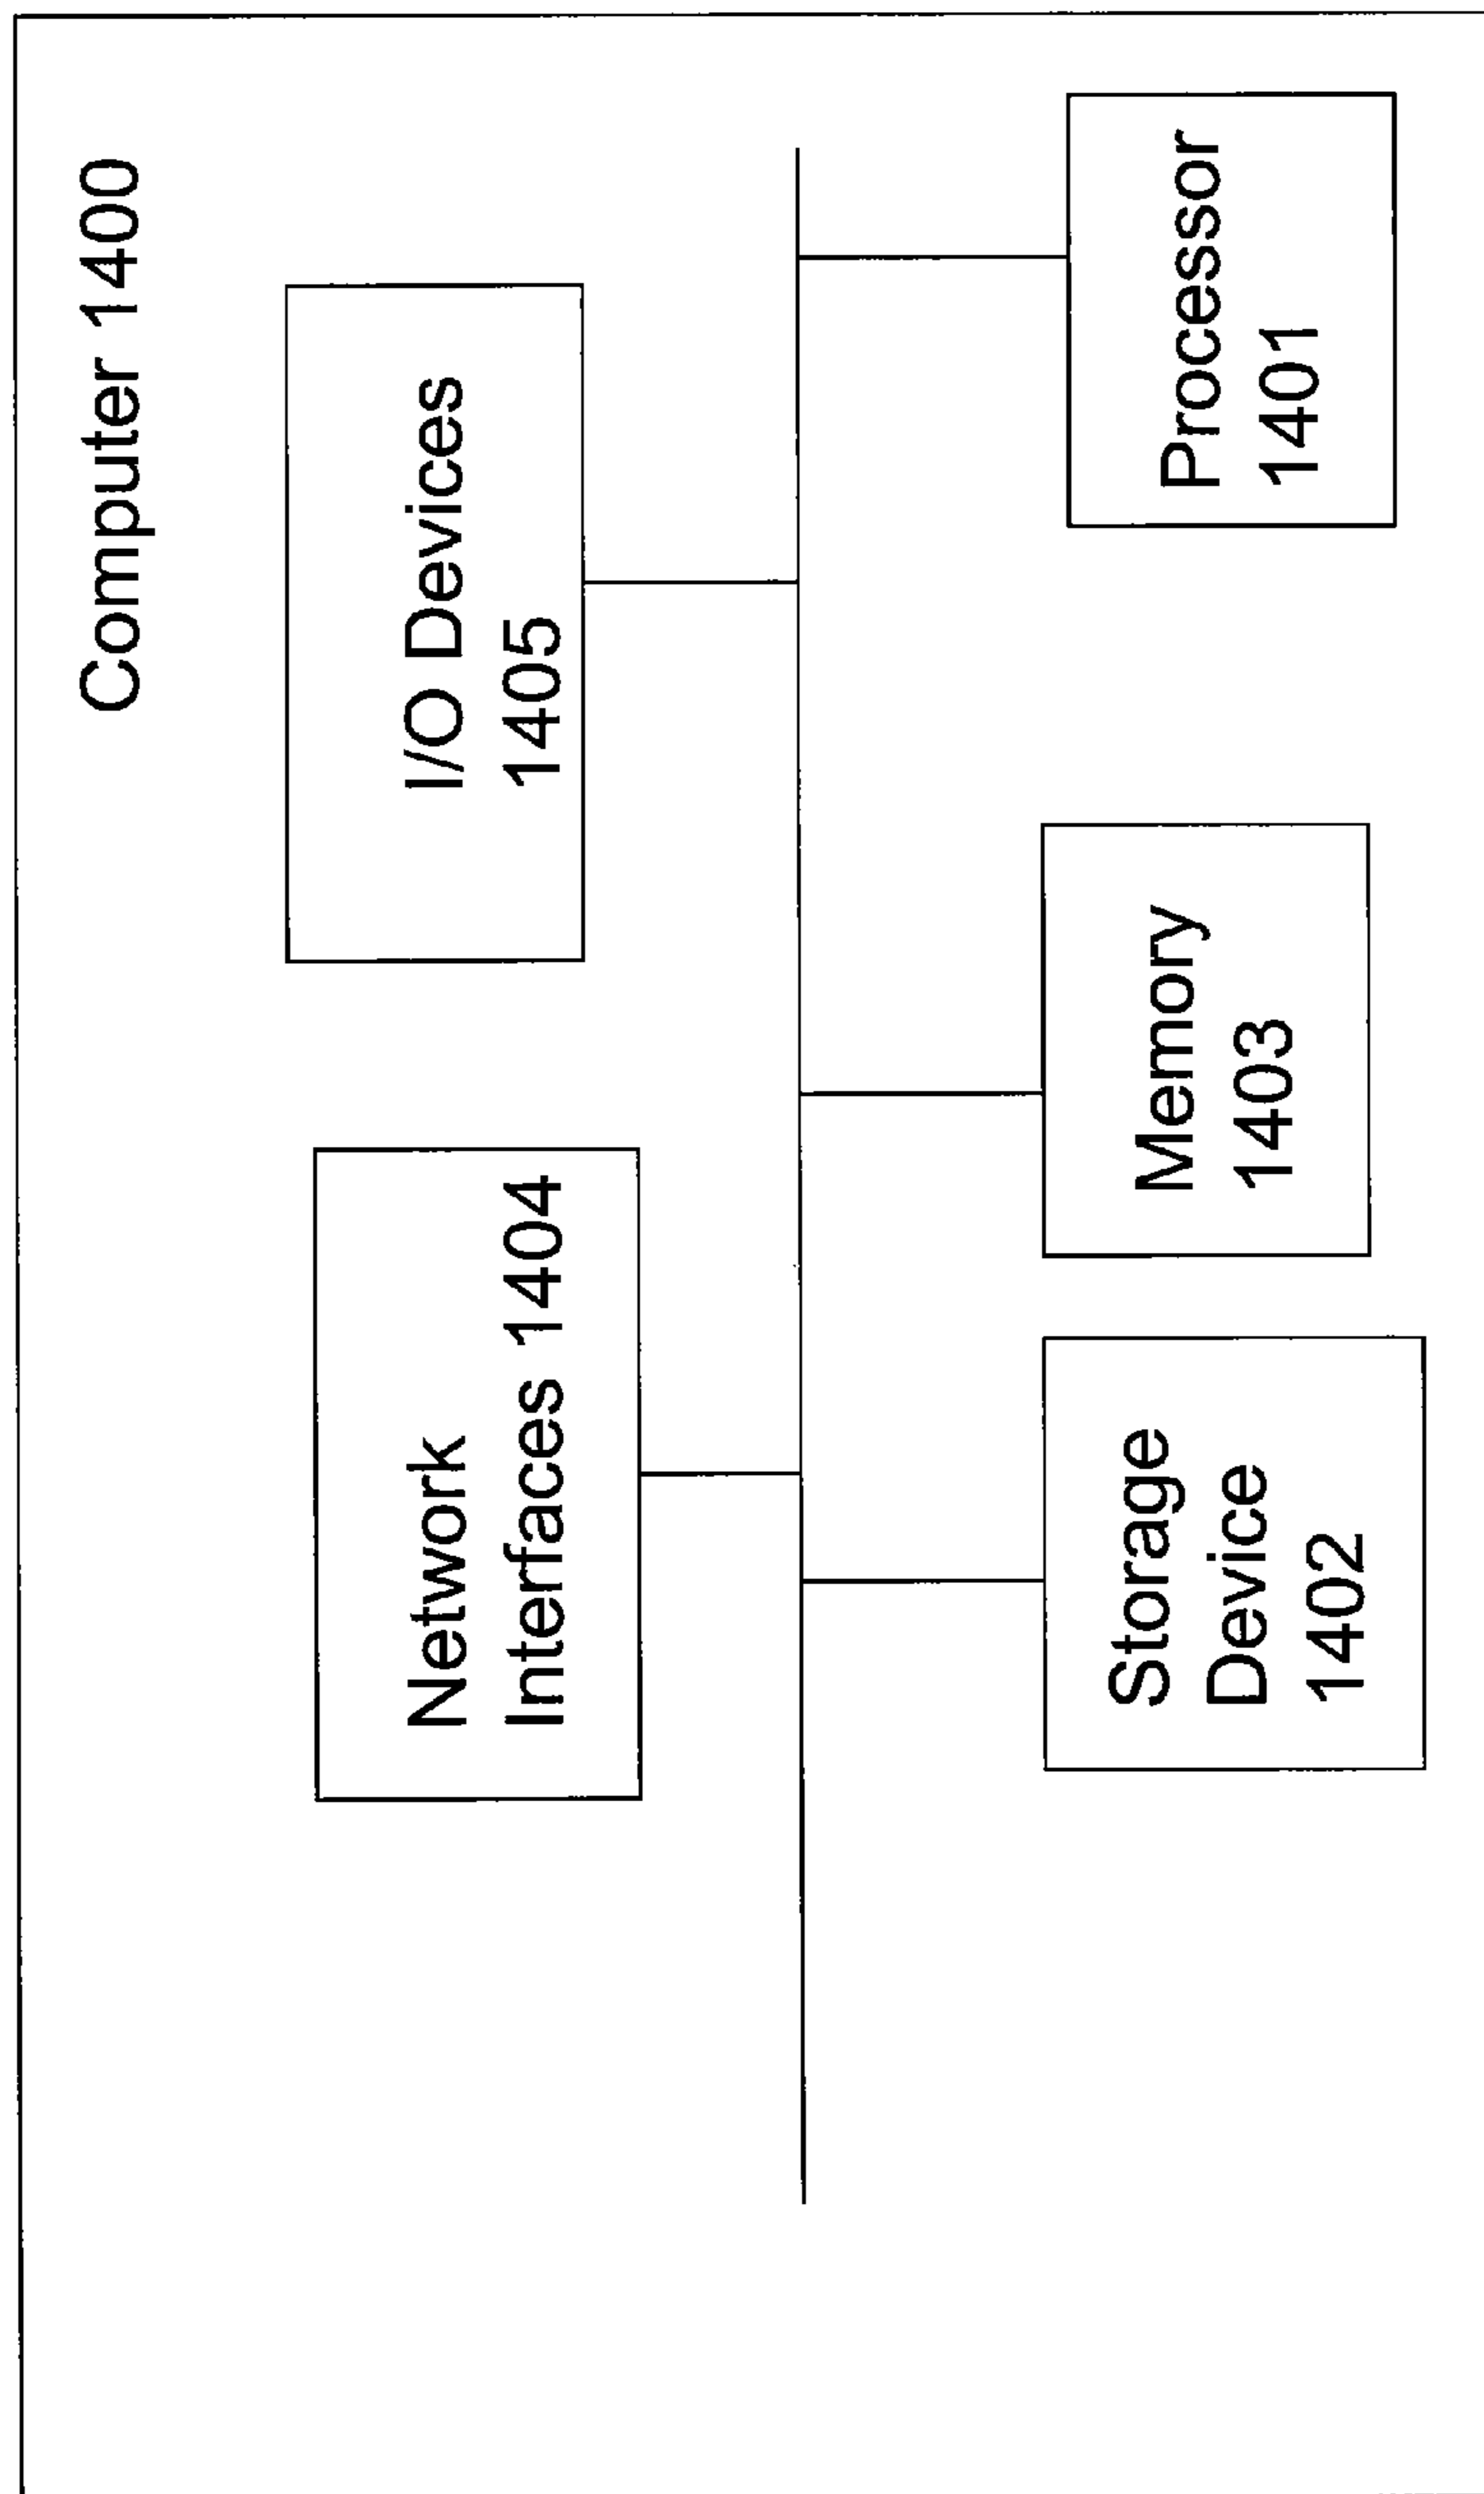 Computer 1400
Network
Interfaces 1404
I/O Devices
1405
Storage
Device
1402
Memory
1403
Processor
1401